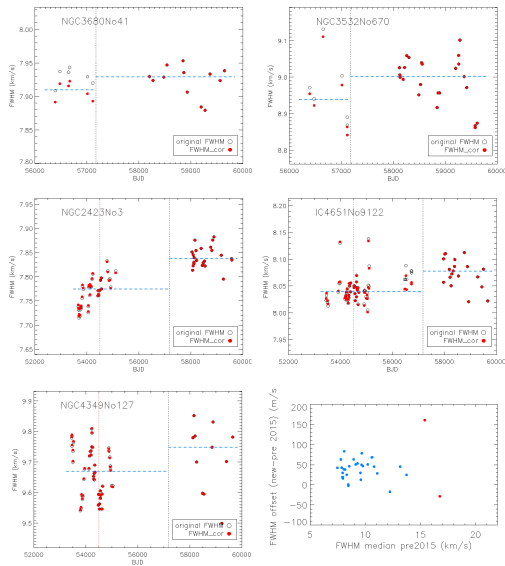 NGC3680No41
FWHM (km/s)
8.00
7.95
7.90
7.85
7.80
original FWHM
FWHM_cor
56000 57000 58000 59000 60000
BJD
NGC3532No670
FWHM (km/s)
9.1
9.0
8.9
8.8
original FWHM
FWHM_cor
56000 57000 58000 59000 60000
BJD
NGC2423No3
FWHM (km/s)
7.95
7.90
7.85
7.80
7.75
7.70
7.65
original FWHM
FWHM_cor
52000 54000 56000 58000 60000
BJD
IC4651No9122
FWHM (km/s)
8.20
8.15
8.10
8.05
8.00
7.95
original FWHM
FWHM_cor
52000 54000 56000 58000 60000
BJD
NGC4349No127
FWHM (km/s)
9.9
9.8
9.7
9.6
9.5
original FWHM
FWHM_cor
52000 54000 56000 58000 60000
BJD
FWHM offset (new-pre 2015) (m/s)
200
150
100
50
0
-50
-100
5 10 15 20
FWHM median pre2015 (km/s)